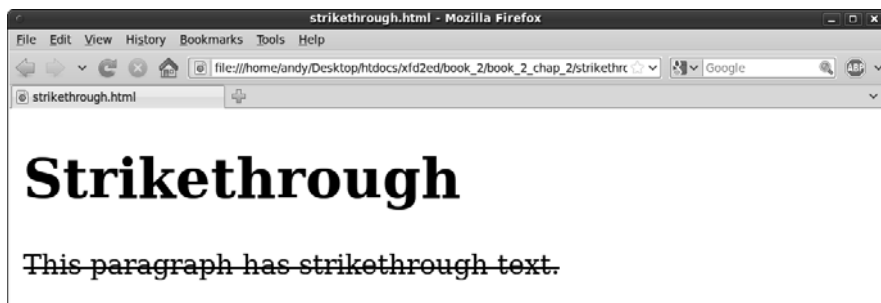 strikethrough.html - Mozilla Firefox
File Edit View History Bookmarks Tools Help
file:///home/andy/Desktop/htdocs/xfd2ed/book_2/book_2_chap_2/strikethrc Google ABP
strikethrough.html
Strikethrough
This paragraph has strikethrough text.